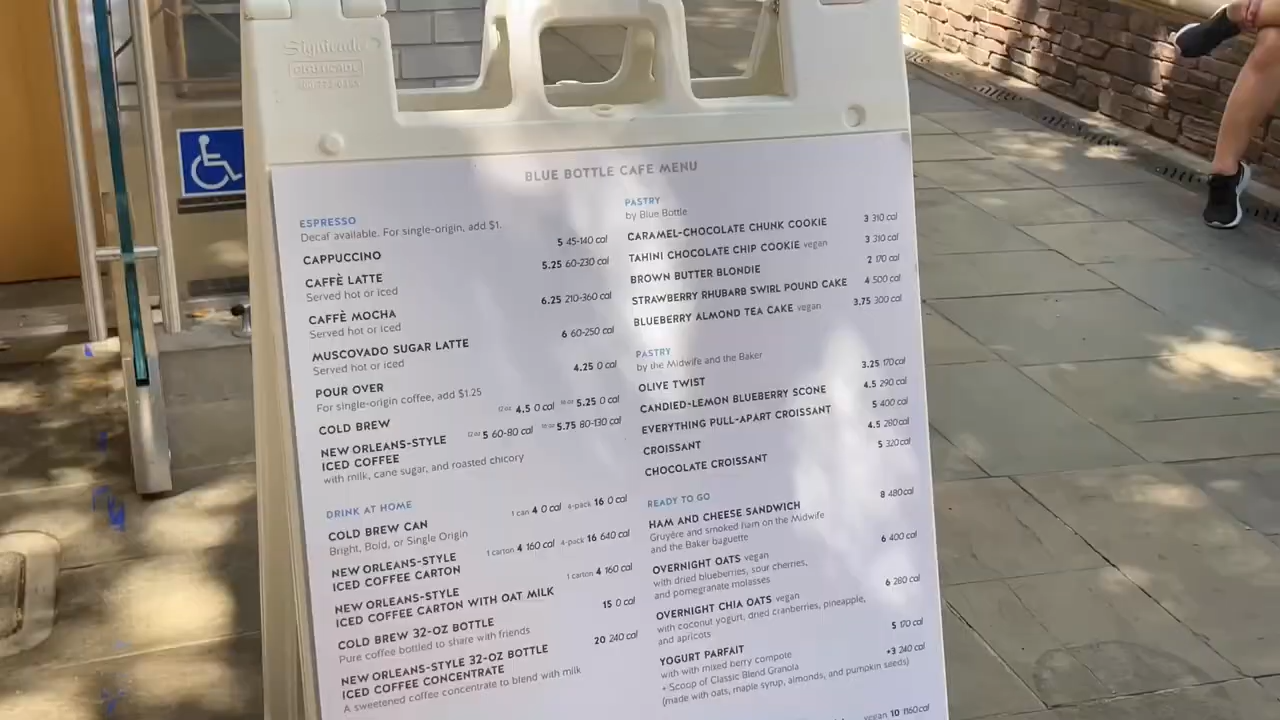 Signicade
BLUE BOTTLE CAFE MENU
ESPRESSO
Decaf available. For single-origin, add $1.
CAPPUCCINO 5 45-140 cal
CAFFÈ LATTE 5.25 60-230 cal
Served hot or iced
CAFFÈ MOCHA 6.25 210-360 cal
Served hot or iced
MUSCOVADO SUGAR LATTE 6 60-250 cal
Served hot or iced
POUR OVER 4.25 0 cal
For single-origin coffee, add $1.25
COLD BREW 12oz 4.5 0 cal 16oz 5.25 0 cal
NEW ORLEANS-STYLE 12oz 5 60-80 cal 16oz 5.75 80-130 cal
ICED COFFEE
with milk, cane sugar, and roasted chicory
DRINK AT HOME
COLD BREW CAN 1 can 4 0 cal 4-pack 16 0 cal
Bright, Bold, or Single Origin
NEW ORLEANS-STYLE 1 carton 4 160 cal 4-pack 16 640 cal
ICED COFFEE CARTON
NEW ORLEANS-STYLE 1 carton 4 160 cal
ICED COFFEE CARTON WITH OAT MILK
COLD BREW 32-OZ BOTTLE 15 0 cal
Pure coffee bottled to share with friends
NEW ORLEANS-STYLE 32-OZ BOTTLE 20 240 cal
ICED COFFEE CONCENTRATE
A sweetened coffee concentrate to blend with milk
PASTRY
by Blue Bottle
CARAMEL-CHOCOLATE CHUNK COOKIE 3 310 cal
TAHINI CHOCOLATE CHIP COOKIE vegan 3 310 cal
BROWN BUTTER BLONDIE 2 170 cal
STRAWBERRY RHUBARB SWIRL POUND CAKE 4 500 cal
BLUEBERRY ALMOND TEA CAKE vegan 3.75 300 cal
PASTRY
by the Midwife and the Baker
OLIVE TWIST 3.25 170 cal
CANDIED-LEMON BLUEBERRY SCONE 4.5 290 cal
EVERYTHING PULL-APART CROISSANT 5 400 cal
CROISSANT 4.5 280 cal
CHOCOLATE CROISSANT 5 320 cal
READY TO GO
HAM AND CHEESE SANDWICH 8 480 cal
Gruyère and smoked ham on the Midwife
and the Baker baguette
OVERNIGHT OATS vegan 6 400 cal
with dried blueberries, sour cherries,
and pomegranate molasses
OVERNIGHT CHIA OATS vegan 6 280 cal
with coconut yogurt, dried cranberries, pineapple,
and apricots
YOGURT PARFAIT 5 170 cal
with with mixed berry compote
+ Scoop of Classic Blend Granola +3 240 cal
(made with oats, maple syrup, almonds, and pumpkin seeds)
vegan 10 1160 cal